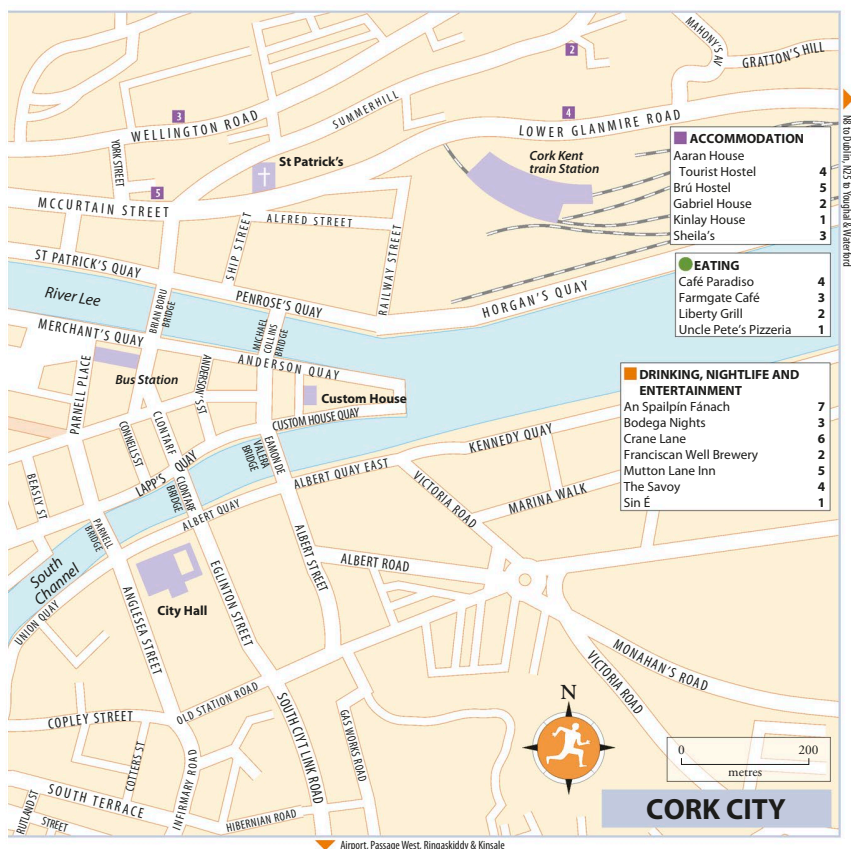 MAHONY'S AV
GRATTON'S HILL
2
SUMMERHILL
3
WELLINGTON ROAD
4
LOWER GLANMIRE ROAD
N8 to Dublin, N25 to Youghal & Waterford
YORK STREET
St Patrick's
Cork Kent
train Station
5
MCCURTAIN STREET
ALFRED STREET
SHIP STREET
RAILWAY STREET
ST PATRICK'S QUAY
PENROSE'S QUAY
HORGAN'S QUAY
River Lee
BRIAN BORU
BRIDGE
MICHAEL
COLLINS
BRIDGE
MERCHANT'S QUAY
ANDERSON QUAY
Bus Station
PARNELL PLACE
ANDERSON'S ST
Custom House
CUSTOM HOUSE QUAY
CONNELL ST
CLONTARF
LAPP'S QUAY
EAMON DE
VALERA
BRIDGE
KENNEDY QUAY
ALBERT QUAY EAST
BEASLY ST
CLONTARF
BRIDGE
ALBERT QUAY
VICTORIA ROAD
MARINA WALK
PARNELL
BRIDGE
South
Channel
UNION QUAY
City Hall
ANGLESEA STREET
EGLINTON STREET
ALBERT STREET
ALBERT ROAD
MONAHAN'S ROAD
VICTORIA ROAD
OLD STATION ROAD
COPLEY STREET
COTTERS ST
SOUTH CIYT LINK ROAD
GAS WORKS ROAD
INFIRMARY ROAD
SOUTH TERRACE
RUTLAND ST
STREET
HIBERNIAN ROAD
ACCOMMODATION
Aaran House
Tourist Hostel 4
Brú Hostel 5
Gabriel House 2
Kinlay House 1
Sheila's 3
EATING
Café Paradiso 4
Farmgate Café 3
Liberty Grill 2
Uncle Pete's Pizzeria 1
DRINKING, NIGHTLIFE AND
ENTERTAINMENT
An Spailpín Fánach 7
Bodega Nights 3
Crane Lane 6
Franciscan Well Brewery 2
Mutton Lane Inn 5
The Savoy 4
Sin É 1
N
0 200
metres
CORK CITY
Airport, Passage West, Ringaskiddy & Kinsale